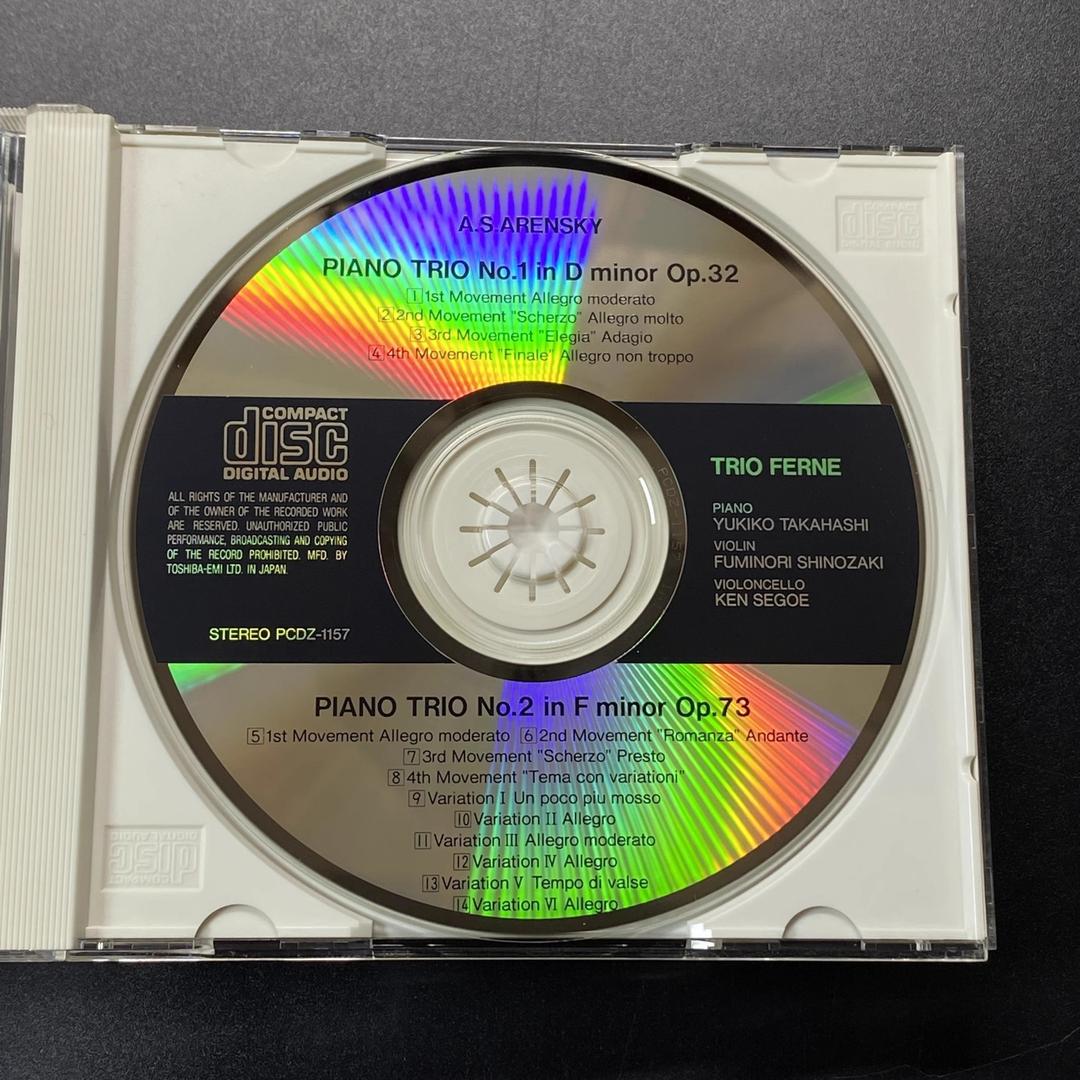 A.S.ARENSKY
PIANO TRIO No.1 in D minor Op.32
1 1st Movement Allegro moderato
2 2nd Movement "Scherzo" Allegro molto
3 3rd Movement "Elegia" Adagio
4 4th Movement "Finale" Allegro non troppo
COMPACT
disc
DIGITAL AUDIO
ALL RIGHTS OF THE MANUFACTURER AND
OF THE OWNER OF THE RECORDED WORK
ARE RESERVED. UNAUTHORIZED PUBLIC
PERFORMANCE, BROADCASTING AND COPYING
OF THE RECORD PROHIBITED. MFD. BY
TOSHIBA-EMI LTD. IN JAPAN.
STEREO PCDZ-1157
TRIO FERNE
PIANO
YUKIKO TAKAHASHI
VIOLIN
FUMINORI SHINOZAKI
VIOLONCELLO
KEN SEGOE
PIANO TRIO No.2 in F minor Op.73
5 1st Movement Allegro moderato 6 2nd Movement "Romanza" Andante
7 3rd Movement "Scherzo" Presto
8 4th Movement "Tema con variationi"
9 Variation I Un poco piu mosso
10 Variation II Allegro
11 Variation III Allegro moderato
12 Variation IV Allegro
13 Variation V Tempo di valse
14 Variation VI Allegro
COMPACT
disc
DIGITAL AUDIO
COMPACT
disc
DIGITAL AUDIO